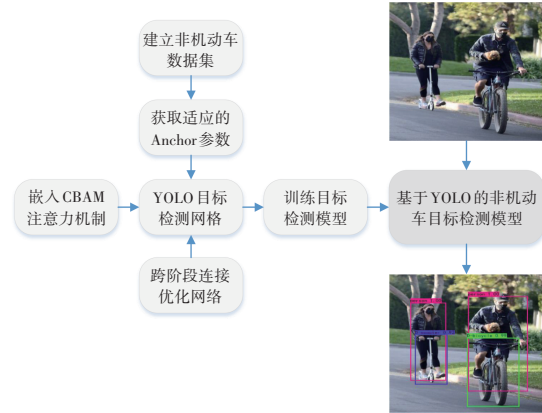 建立非机动车
数据集
获取适应的
Anchor参数
嵌入CBAM
注意力机制
YOLO目标
检测网格
训练目标
检测模型
基于YOLO的非机动
车目标检测模型
跨阶段连接
优化网络